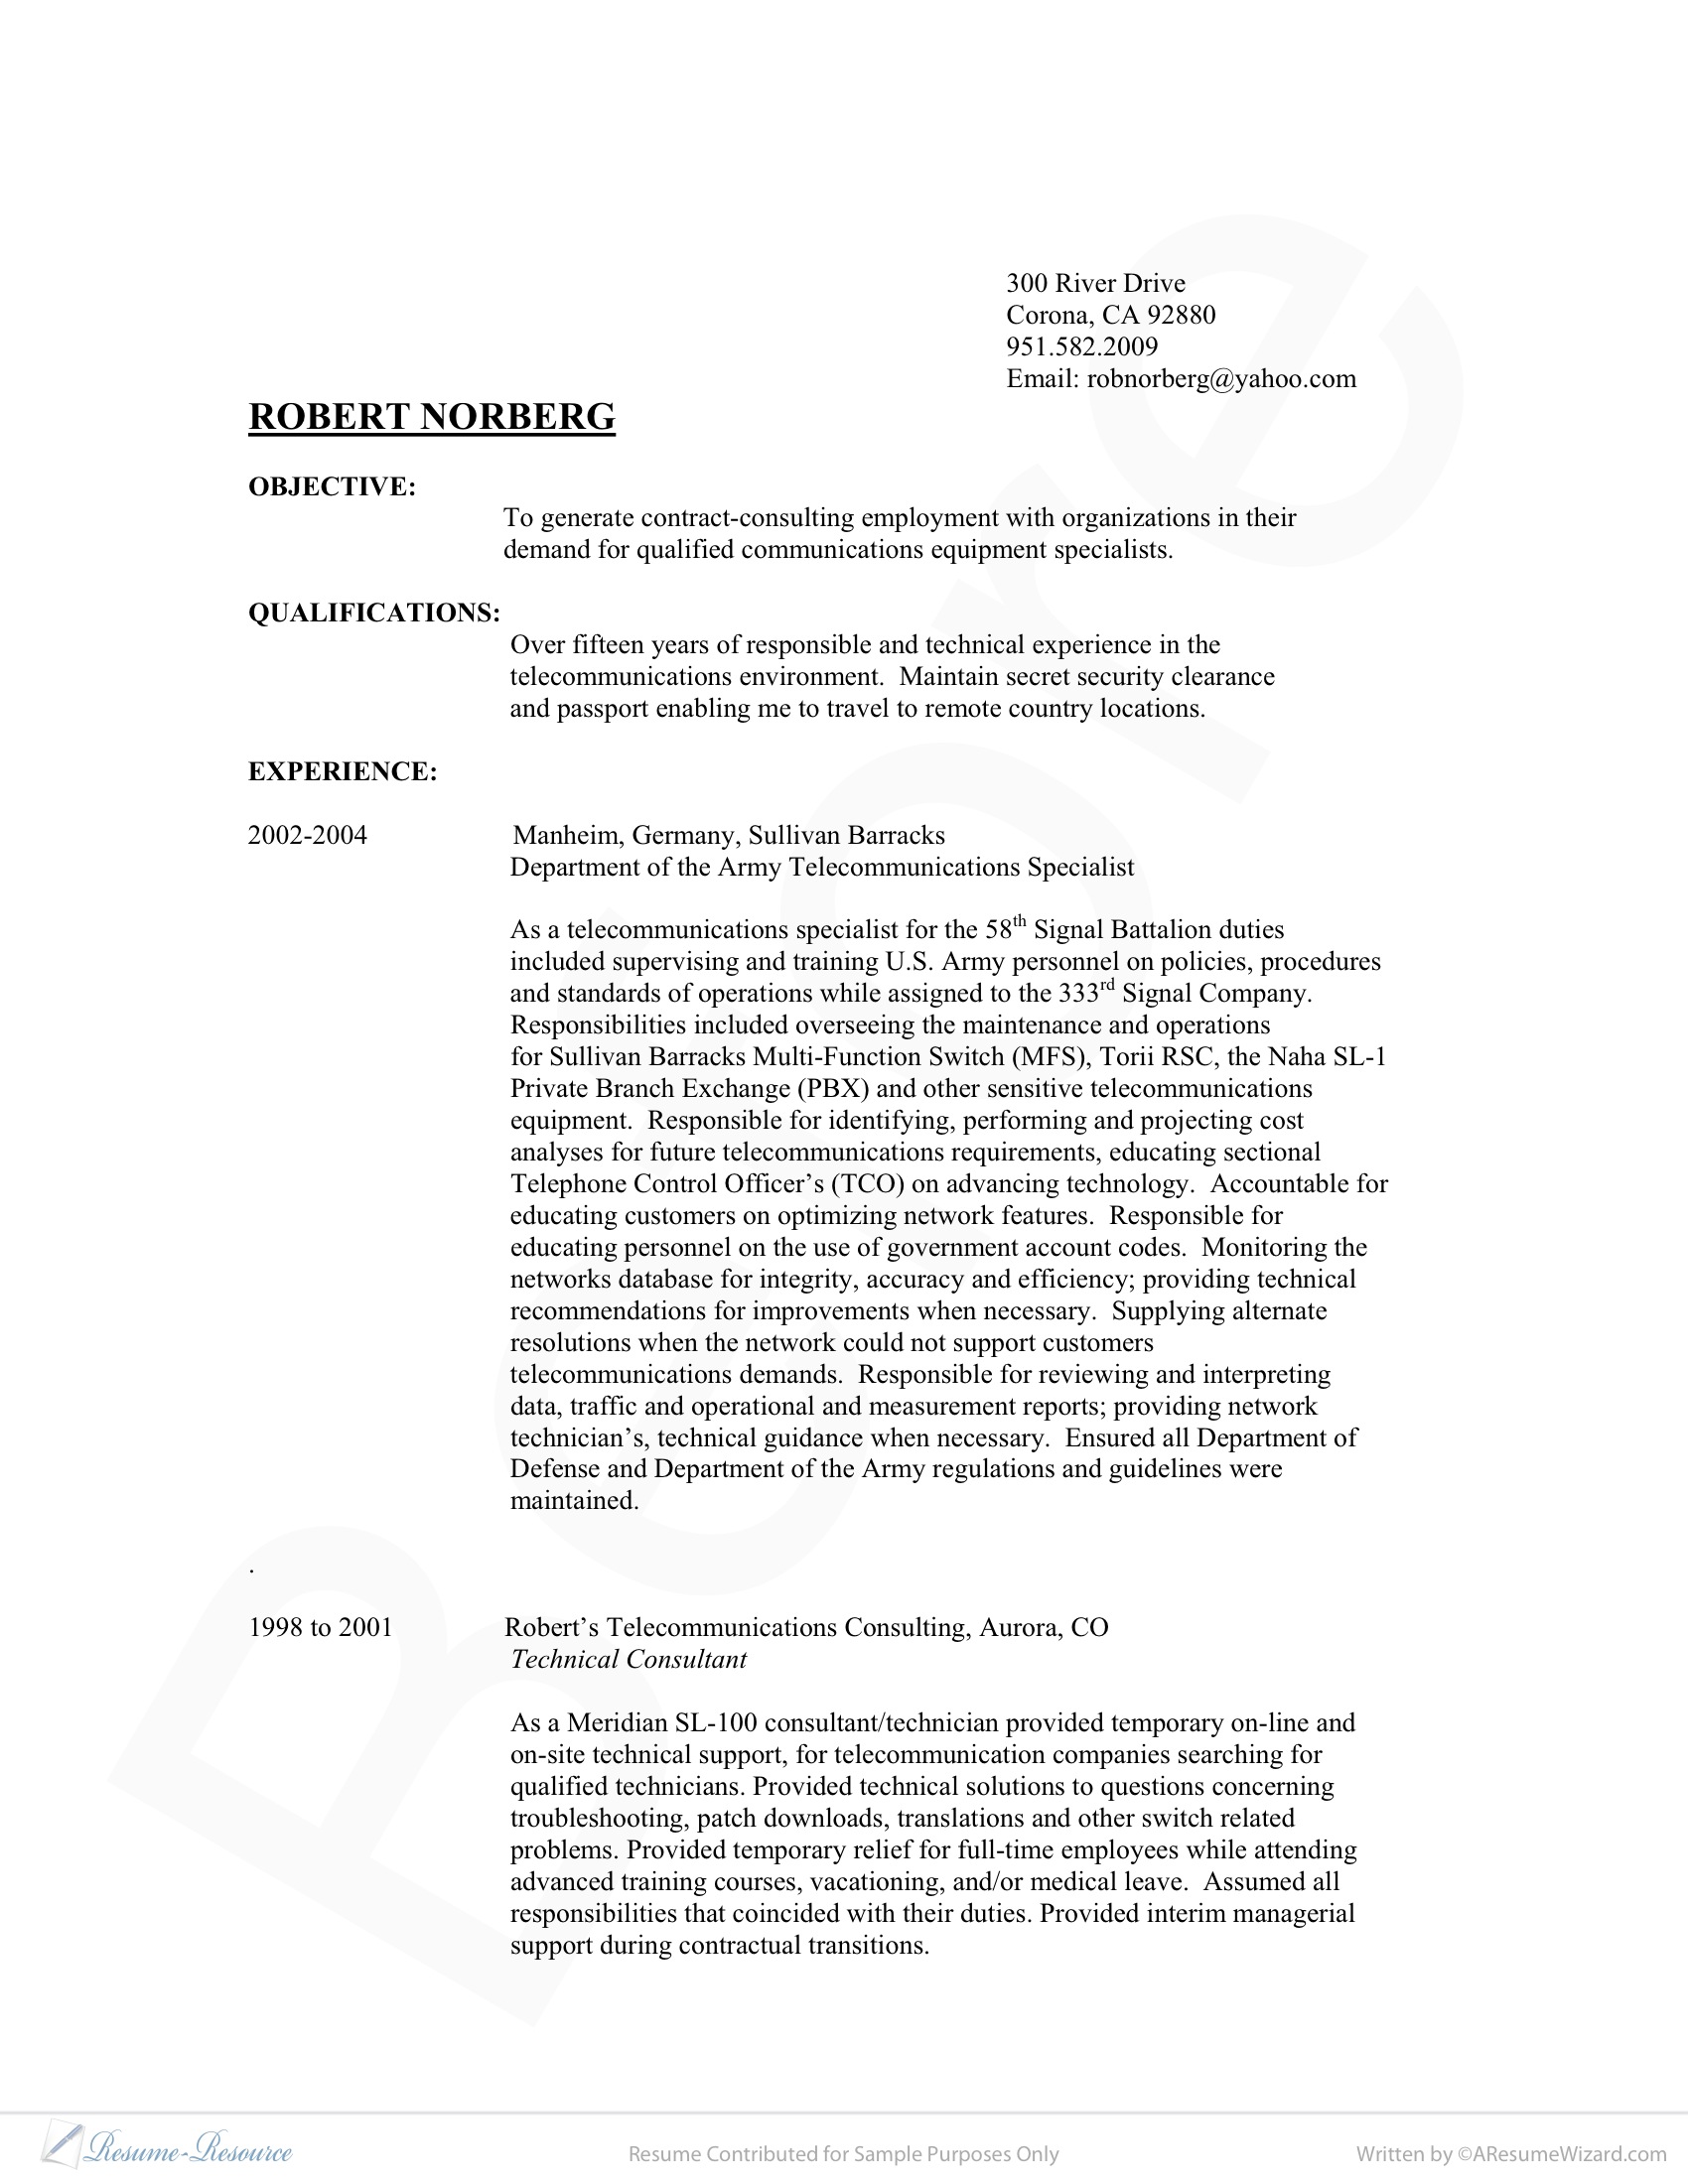 300 River Drive
Corona, CA 92880
951.582.2009
Email: robnorberg@yahoo.com
ROBERT NORBERG
OBJECTIVE:
To generate contract-consulting employment with organizations in their
demand for qualified communications equipment specialists.
QUALIFICATIONS:
Over fifteen years of responsible and technical experience in the
telecommunications environment.  Maintain secret security clearance
and passport enabling me to travel to remote country locations.
EXPERIENCE:
2002-2004 Manheim, Germany, Sullivan Barracks
Department of the Army Telecommunications Specialist
As a telecommunications specialist for the 58th Signal Battalion duties
included supervising and training U.S. Army personnel on policies, procedures
and standards of operations while assigned to the 333rd Signal Company.
Responsibilities included overseeing the maintenance and operations
for Sullivan Barracks Multi-Function Switch (MFS), Torii RSC, the Naha SL-1
Private Branch Exchange (PBX) and other sensitive telecommunications
equipment.  Responsible for identifying, performing and projecting cost
analyses for future telecommunications requirements, educating sectional
Telephone Control Officer’s (TCO) on advancing technology.  Accountable for
educating customers on optimizing network features.  Responsible for
educating personnel on the use of government account codes.  Monitoring the
networks database for integrity, accuracy and efficiency; providing technical
recommendations for improvements when necessary.  Supplying alternate
resolutions when the network could not support customers
telecommunications demands.  Responsible for reviewing and interpreting
data, traffic and operational and measurement reports; providing network
technician’s, technical guidance when necessary.  Ensured all Department of
Defense and Department of the Army regulations and guidelines were
maintained.
.
1998 to 2001 Robert’s Telecommunications Consulting, Aurora, CO
Technical Consultant
As a Meridian SL-100 consultant/technician provided temporary on-line and
on-site technical support, for telecommunication companies searching for
qualified technicians. Provided technical solutions to questions concerning
troubleshooting, patch downloads, translations and other switch related
problems. Provided temporary relief for full-time employees while attending
advanced training courses, vacationing, and/or medical leave.  Assumed all
responsibilities that coincided with their duties. Provided interim managerial
support during contractual transitions.
Before
Resume-Resource Resume Contributed for Sample Purposes Only Written by ©AResumeWizard.com